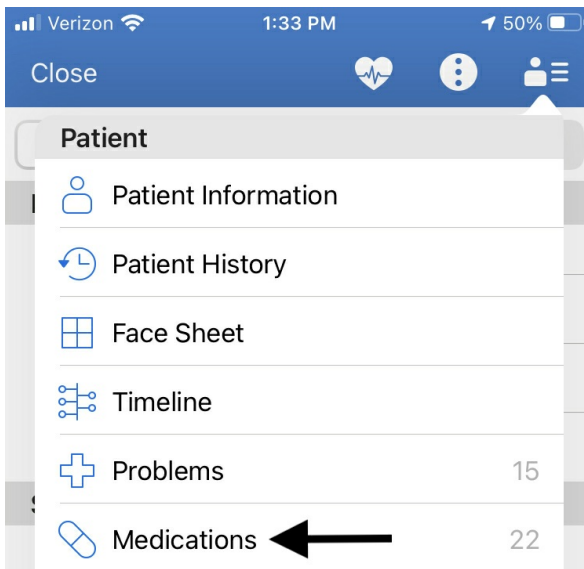 Verizon 1:33 PM 50%
Close
Patient
Patient Information
Patient History
Face Sheet
Timeline
Problems 15
Medications 22